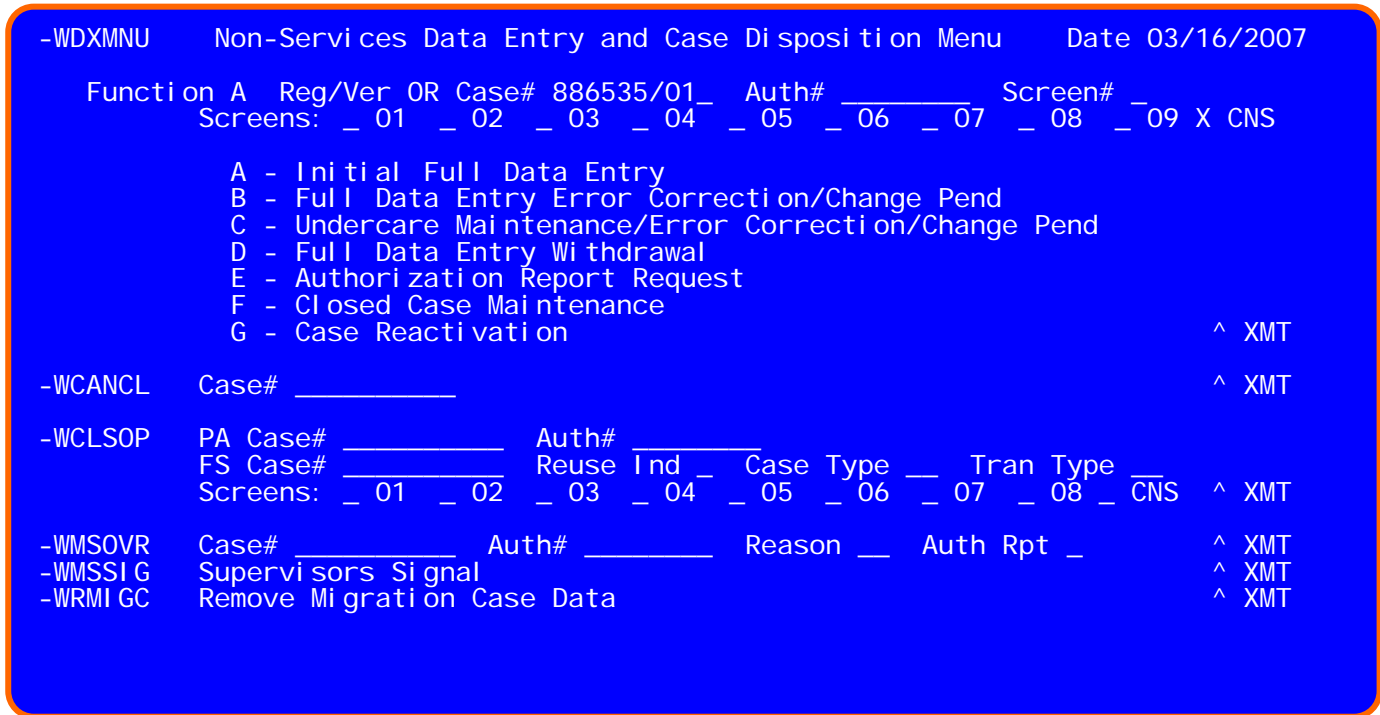 -WDXMNU Non-Services Data Entry and Case Disposition Menu Date 03/16/2007
Function A Reg/Ver OR Case# 886535/01_ Auth# ________ Screen# _
Screens: _ 01 _ 02 _ 03 _ 04 _ 05 _ 06 _ 07 _ 08 _ 09 X CNS
A - Initial Full Data Entry
B - Full Data Entry Error Correction/Change Pend
C - Undercare Maintenance/Error Correction/Change Pend
D - Full Data Entry Withdrawal
E - Authorization Report Request
F - Closed Case Maintenance
G - Case Reactivation ^ XMT
-WCANCL Case# __________ ^ XMT
-WCLSOP PA Case# __________ Auth# ________
FS Case# __________ Reuse Ind _ Case Type __ Tran Type __
Screens: _ 01 _ 02 _ 03 _ 04 _ 05 _ 06 _ 07 _ 08 _ CNS ^ XMT
-WMSOVR Case# __________ Auth# ________ Reason __ Auth Rpt _ ^ XMT
-WMSSIG Supervisors Signal ^ XMT
-WRMIGC Remove Migration Case Data ^ XMT